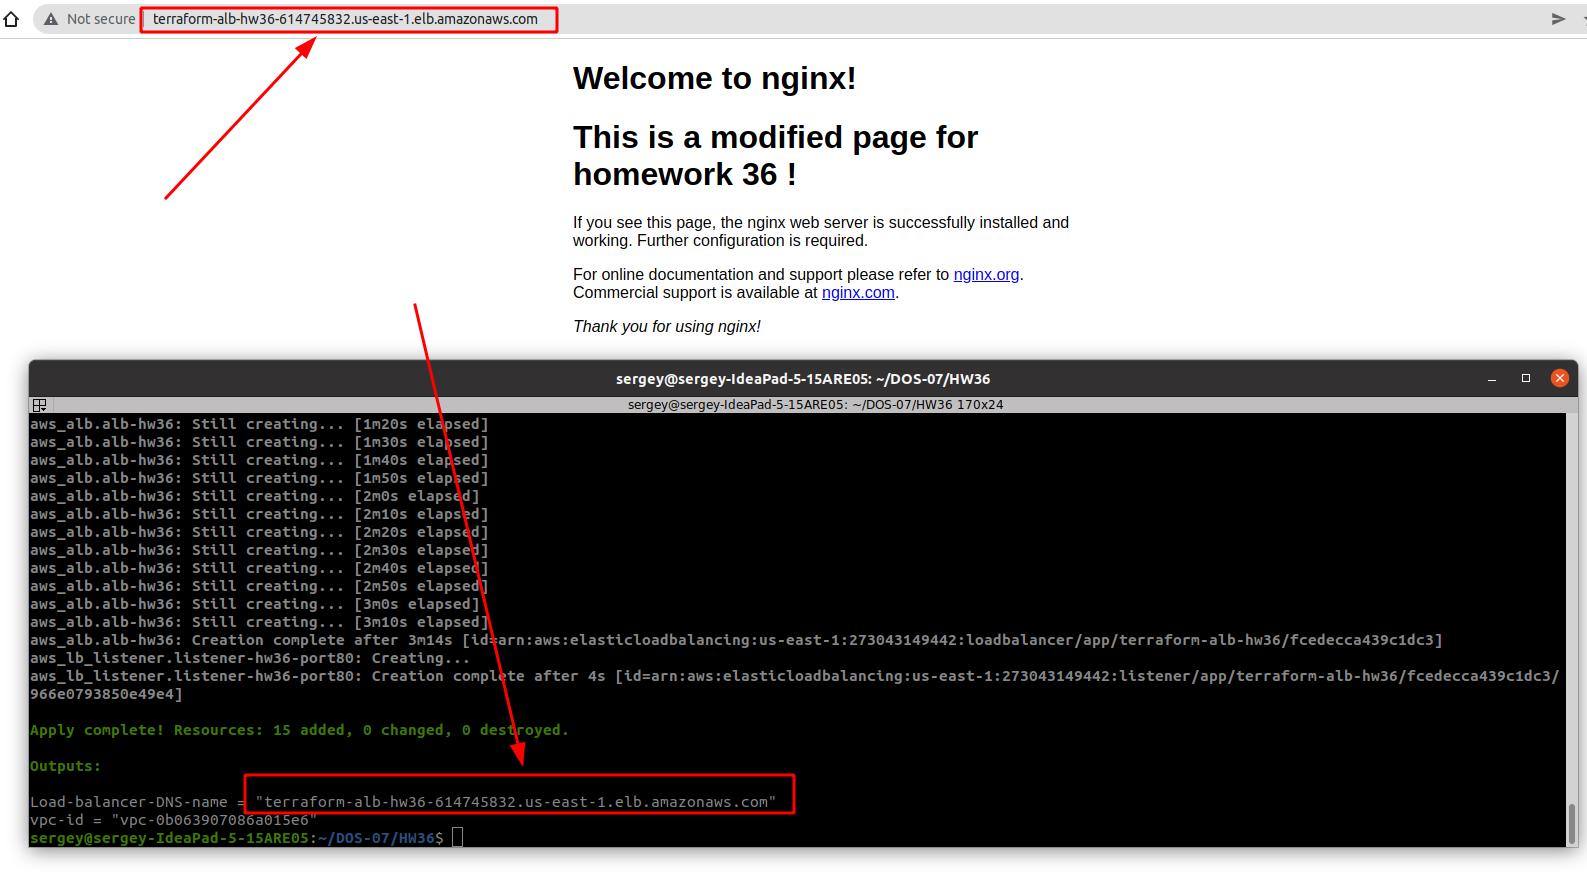 Not secure terraform-alb-hw36-614745832.us-east-1.elb.amazonaws.com
Welcome to nginx!
This is a modified page for
homework 36 !
If you see this page, the nginx web server is successfully installed and
working. Further configuration is required.
For online documentation and support please refer to nginx.org.
Commercial support is available at nginx.com.
Thank you for using nginx!
sergey@sergey-IdeaPad-5-15ARE05: ~/DOS-07/HW36
sergey@sergey-IdeaPad-5-15ARE05: ~/DOS-07/HW36 170x24
aws_alb.alb-hw36: Still creating... [1m20s elapsed]
aws_alb.alb-hw36: Still creating... [1m30s elapsed]
aws_alb.alb-hw36: Still creating... [1m40s elapsed]
aws_alb.alb-hw36: Still creating... [1m50s elapsed]
aws_alb.alb-hw36: Still creating... [2m0s elapsed]
aws_alb.alb-hw36: Still creating... [2m10s elapsed]
aws_alb.alb-hw36: Still creating... [2m20s elapsed]
aws_alb.alb-hw36: Still creating... [2m30s elapsed]
aws_alb.alb-hw36: Still creating... [2m40s elapsed]
aws_alb.alb-hw36: Still creating... [2m50s elapsed]
aws_alb.alb-hw36: Still creating... [3m0s elapsed]
aws_alb.alb-hw36: Still creating... [3m10s elapsed]
aws_alb.alb-hw36: Creation complete after 3m14s [id=arn:aws:elasticloadbalancing:us-east-1:273043149442:loadbalancer/app/terraform-alb-hw36/fcedecca439c1dc3]
aws_lb_listener.listener-hw36-port80: Creating...
aws_lb_listener.listener-hw36-port80: Creation complete after 4s [id=arn:aws:elasticloadbalancing:us-east-1:273043149442:listener/app/terraform-alb-hw36/fcedecca439c1dc3/
966e0793850e49e4]
Apply complete! Resources: 15 added, 0 changed, 0 destroyed.
Outputs:
Load-balancer-DNS-name = "terraform-alb-hw36-614745832.us-east-1.elb.amazonaws.com"
vpc-id = "vpc-0b063907086a015e6"
sergey@sergey-IdeaPad-5-15ARE05:~/DOS-07/HW36$